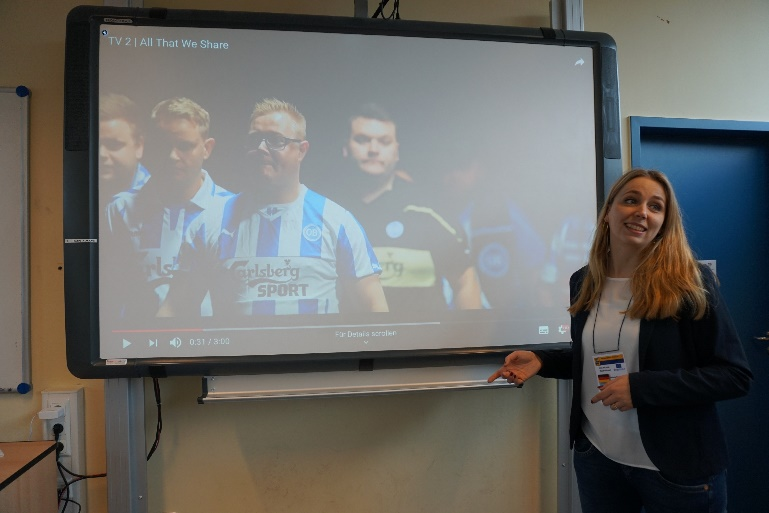 TV 2 | All That We Share
Carlsberg
SPORT
0:31 / 3:00
Für Details scrollen